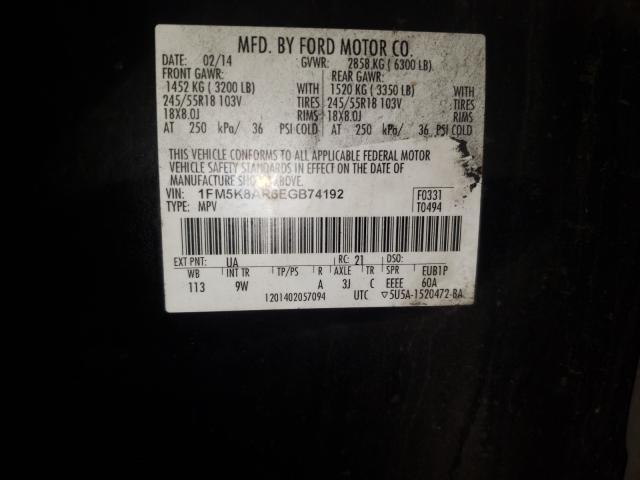 MFD. BY FORD MOTOR CO.
DATE: 02/14 GVWR: 2858 KG ( 6300 LB)
FRONT GAWR: REAR GAWR:
1452 KG ( 3200 LB) WITH 1520 KG ( 3350 LB) WITH
245/55R18 103V TIRES 245/55R18 103V TIRES
18X8.0J RIMS 18X8.0J RIMS
AT 250 kPa/ 36 PSI COLD AT 250 kPa/ 36 PSI COLD
THIS VEHICLE CONFORMS TO ALL APPLICABLE FEDERAL MOTOR
VEHICLE SAFETY STANDARDS IN EFFECT ON THE DATE OF
MANUFACTURE SHOWN ABOVE.
VIN: 1FM5K8AR6EGB74192 F0331
TYPE: MPV T0494
EXT PNT: UA RC: 21 DSO:
WB INT TR TP/PS R AXLE TR SPR EUB1P
113 9W A 3J C EEEE 60A
1201402057094 UTC ▽5U5A-1520472-BA